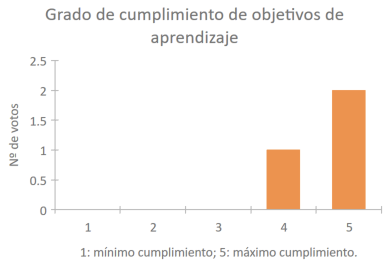 Grado de cumplimiento de objetivos de
aprendizaje
2.5
2
1.5
1
0.5
0
Nº de votos
1 2 3 4 5
1: mínimo cumplimiento; 5: máximo cumplimiento.